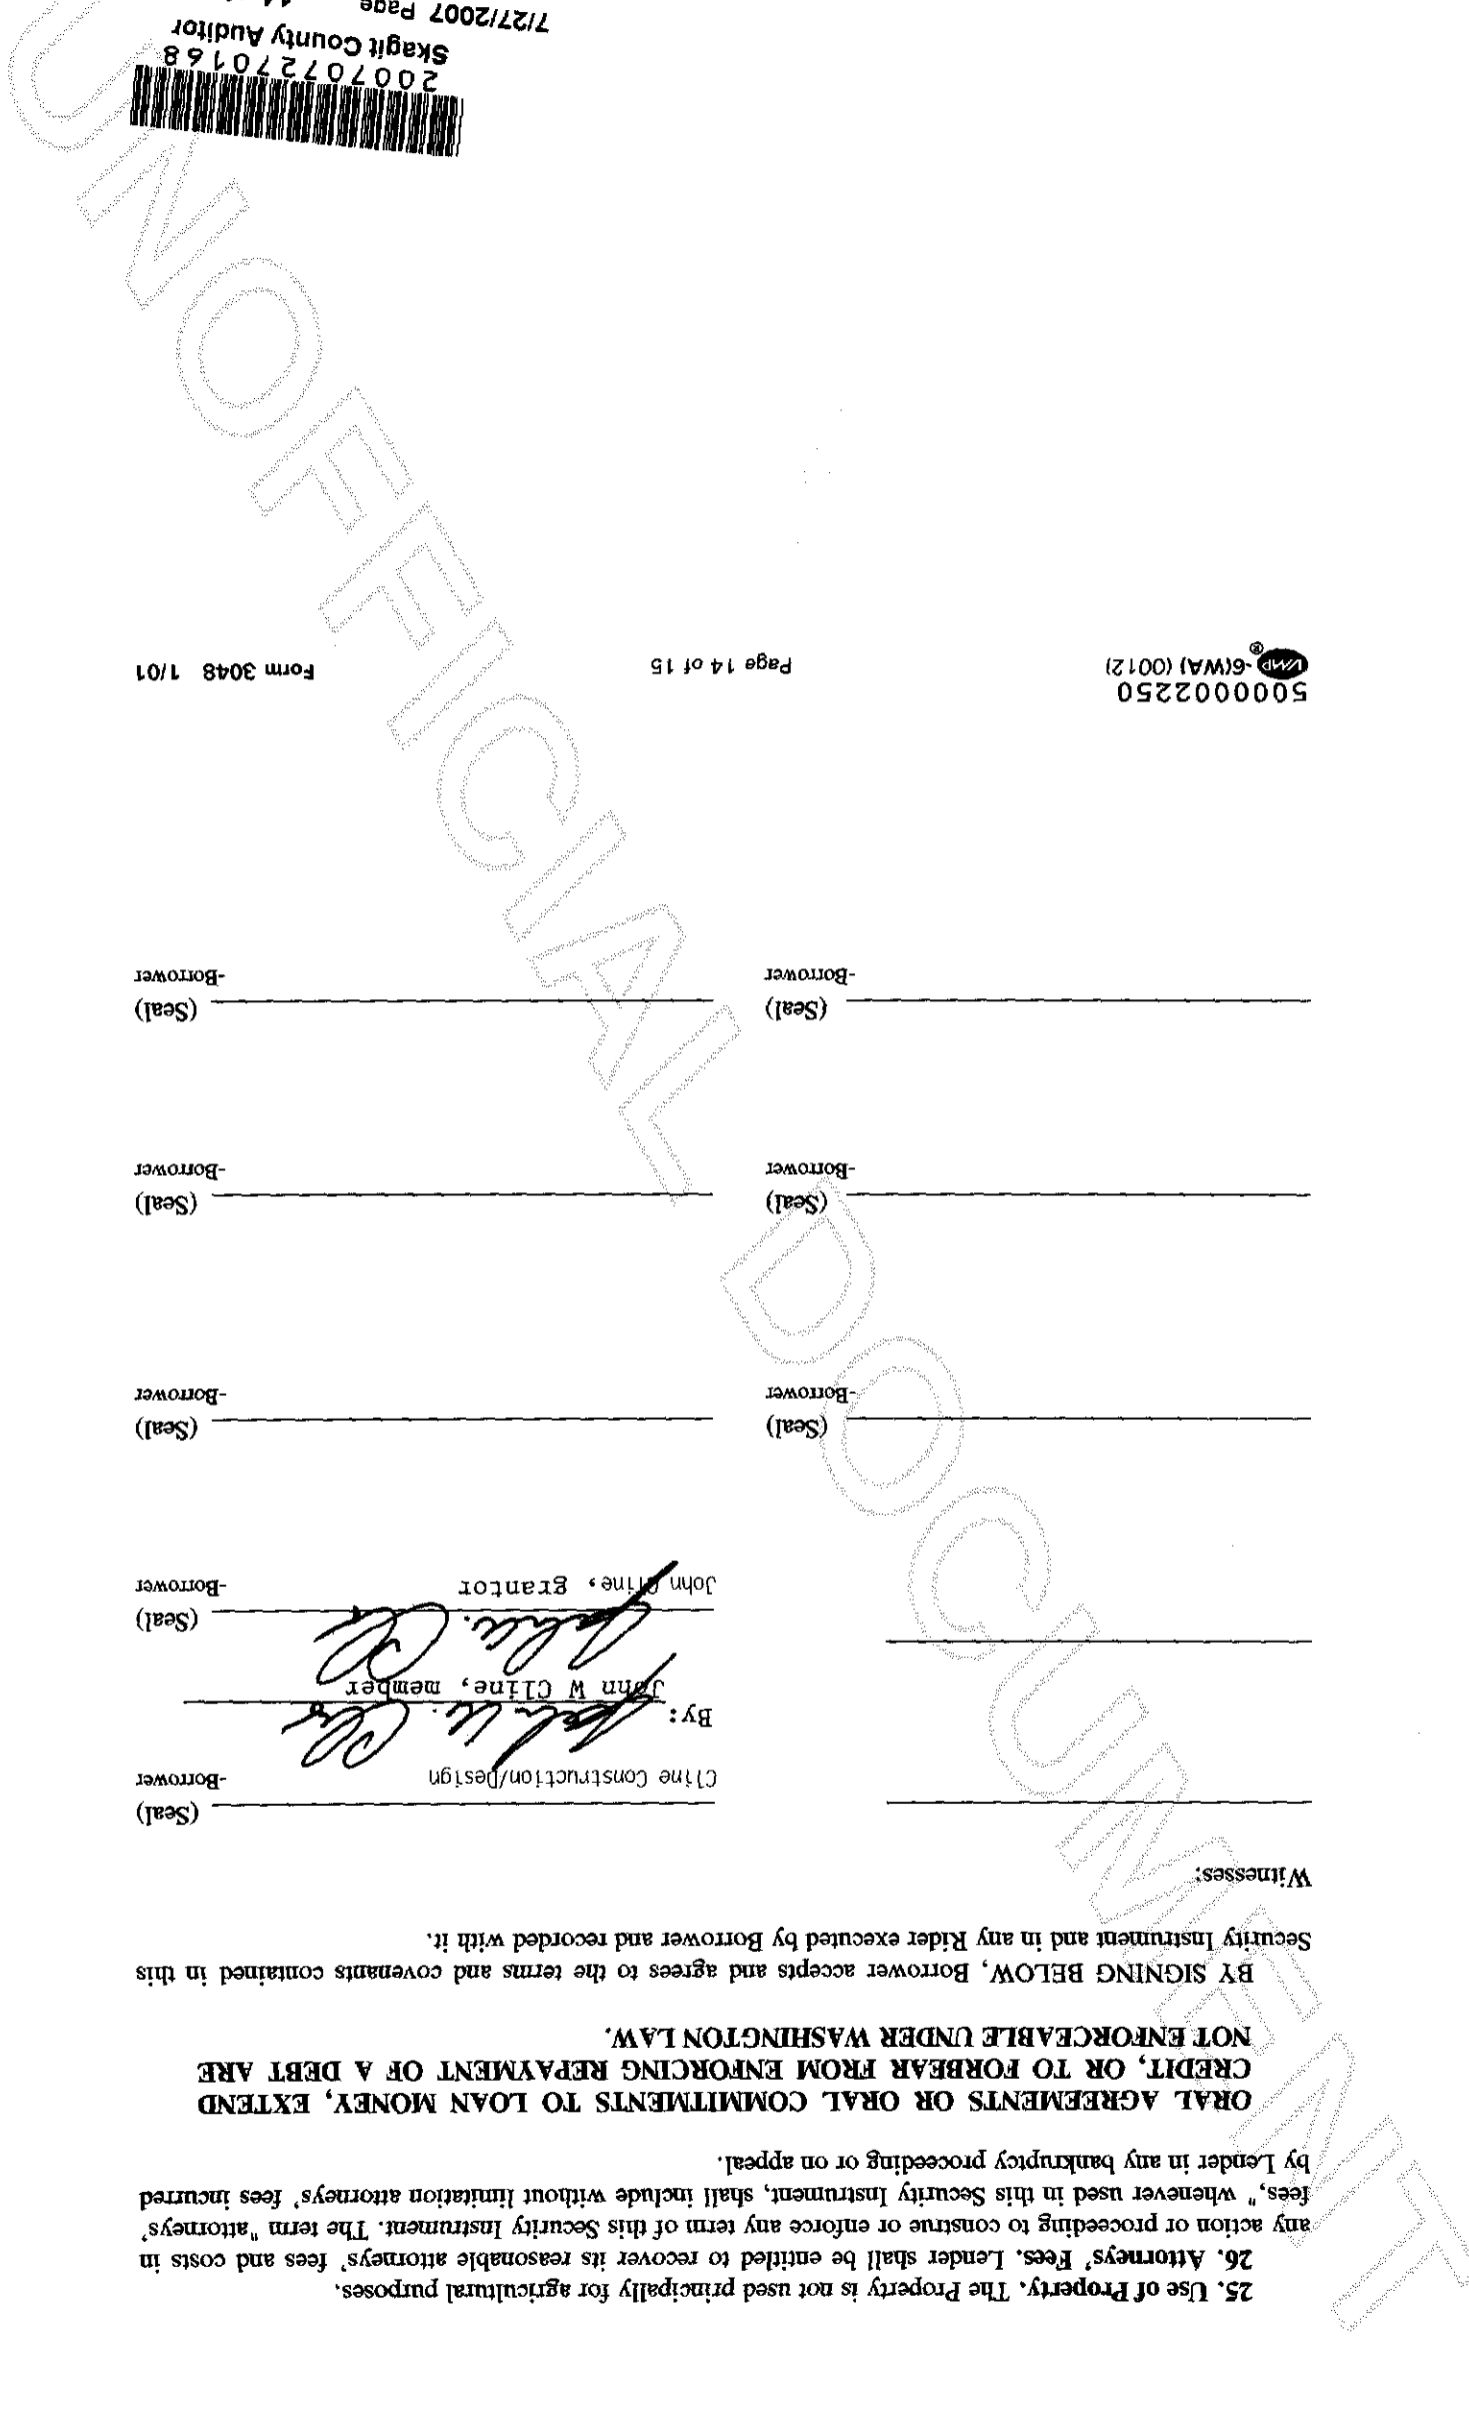 25. Use of Property. The Property is not used principally for agricultural purposes.
26. Attorneys' Fees. Lender shall be entitled to recover its reasonable attorneys' fees and costs in
any action or proceeding to construe or enforce any term of this Security Instrument. The term "attorneys'
fees," whenever used in this Security Instrument, shall include without limitation attorneys' fees incurred
by Lender in any bankruptcy proceeding or on appeal.
ORAL AGREEMENTS OR ORAL COMMITMENTS TO LOAN MONEY, EXTEND
CREDIT, OR TO FORBEAR FROM ENFORCING REPAYMENT OF A DEBT ARE
NOT ENFORCEABLE UNDER WASHINGTON LAW.
BY SIGNING BELOW, Borrower accepts and agrees to the terms and covenants contained in this
Security Instrument and in any Rider executed by Borrower and recorded with it.
Witnesses:
(Seal)
Cline Construction/Design -Borrower
By: John W. Cline
John W Cline, member
John W. Cline (Seal)
John Cline, grantor -Borrower
(Seal) (Seal)
-Borrower -Borrower
(Seal) (Seal)
-Borrower -Borrower
(Seal) (Seal)
-Borrower -Borrower
5000002250
VMP -6(WA) (0012) Page 14 of 15 Form 3048 1/01
®
200707270168
Skagit County Auditor
7/27/2007 Page
UNOFFICIAL DOCUMENT